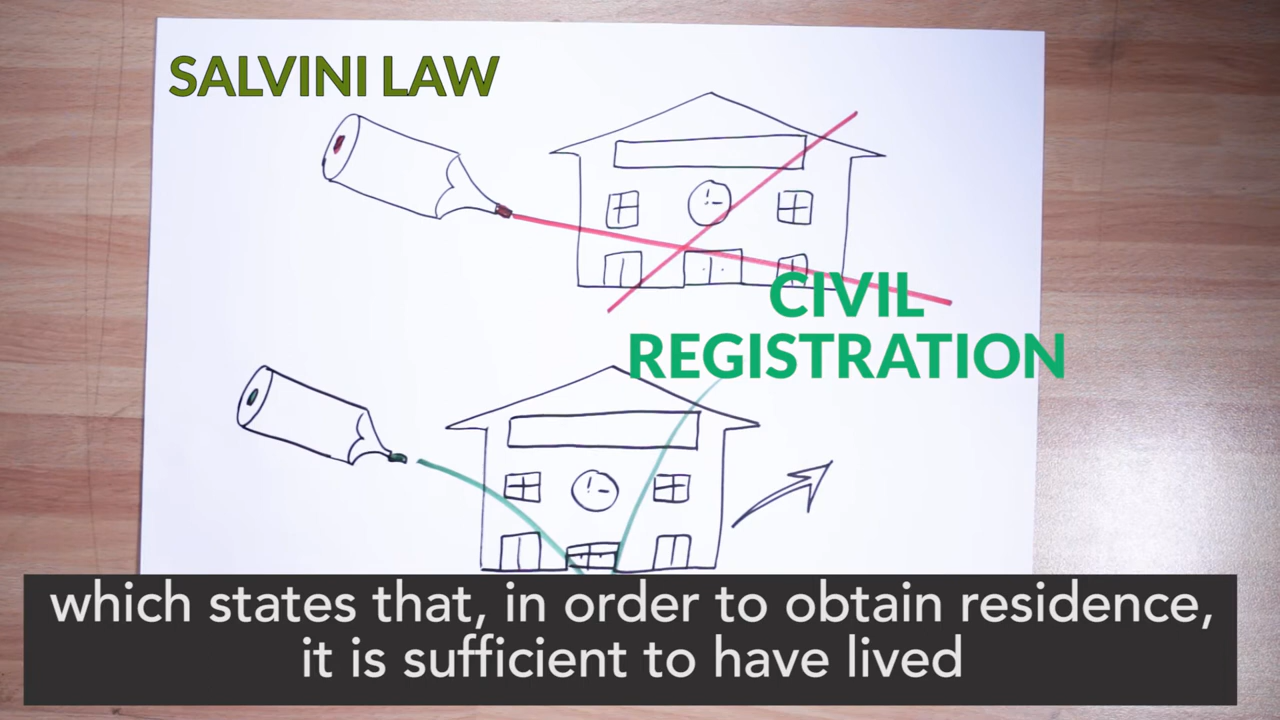 SALVINI LAW
CIVIL
REGISTRATION
which states that, in order to obtain residence,
it is sufficient to have lived